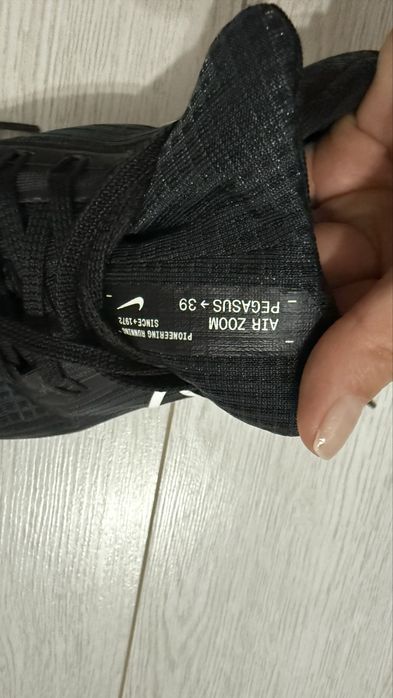 AIR ZOOM
PEGASUS → 39
PIONEERING RUNNING
SINCE→1972